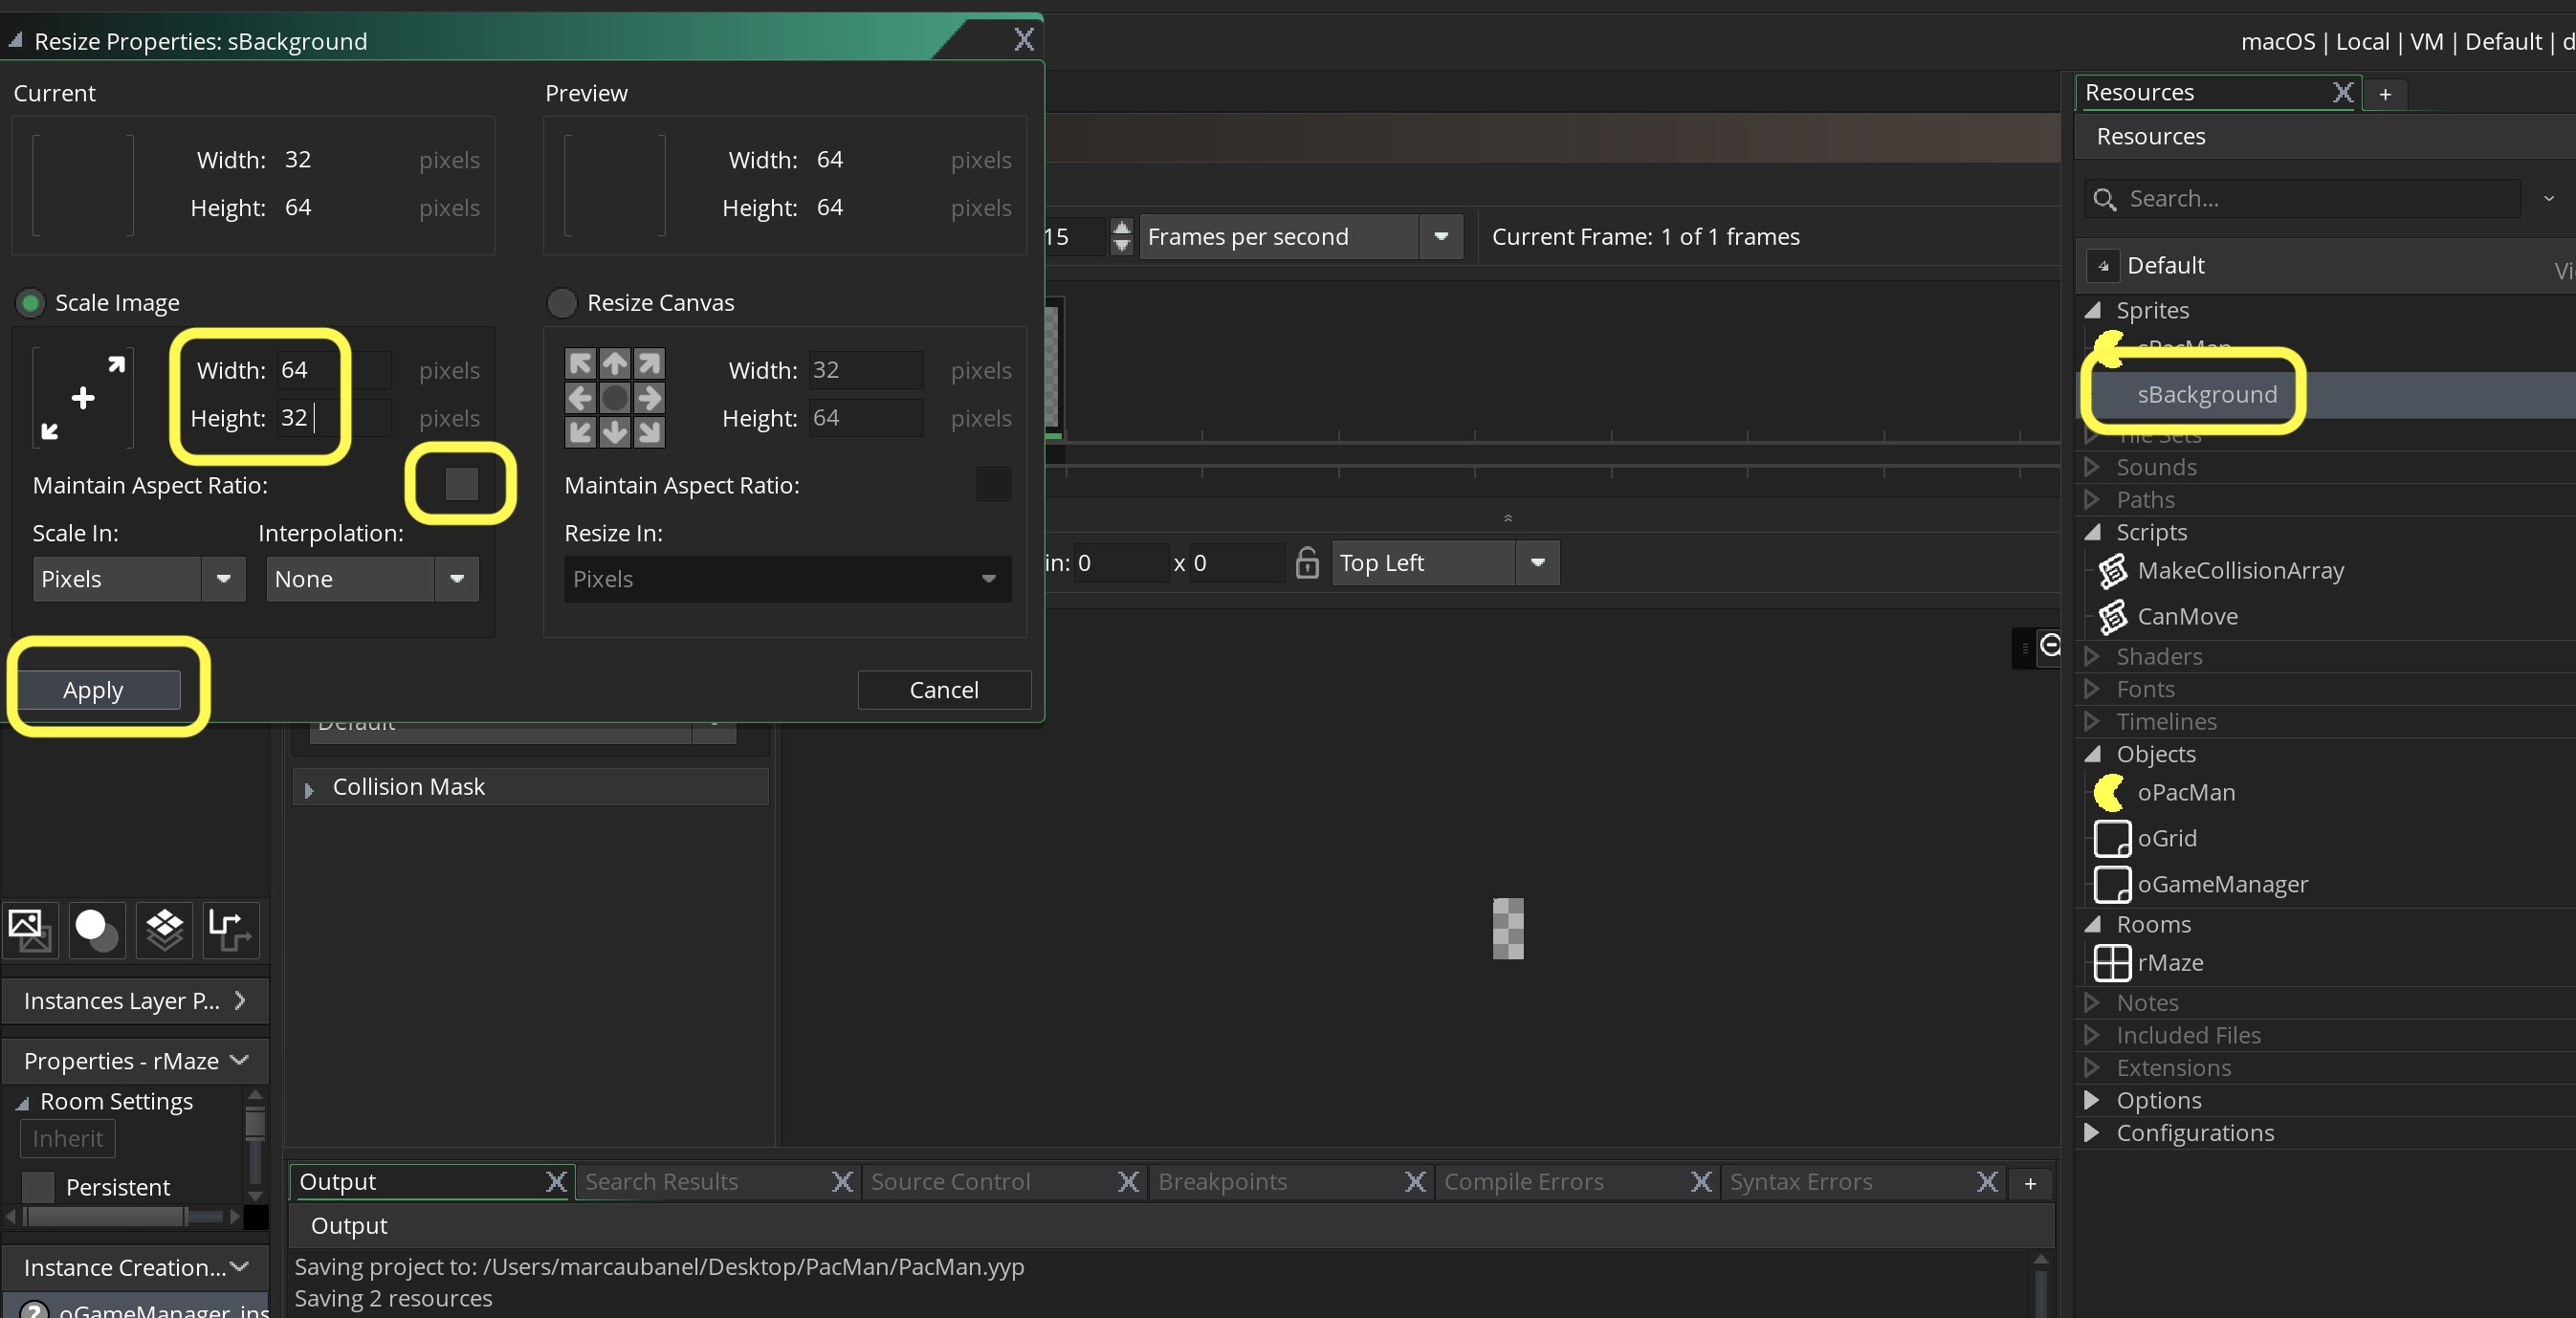 Resize Properties: sBackground
macOS | Local | VM | Default | d
Current
Preview
Width: 32 pixels
Height: 64 pixels
Width: 64 pixels
Height: 64 pixels
Scale Image
Resize Canvas
Width: 64 pixels
Height: 32 pixels
Width: 32 pixels
Height: 64 pixels
Maintain Aspect Ratio:
Maintain Aspect Ratio:
Scale In:
Interpolation:
Resize In:
Pixels
None
Pixels
Apply
Cancel
15
Frames per second
Current Frame: 1 of 1 frames
in: 0 x 0
Top Left
Default
Collision Mask
Instances Layer P...
Properties - rMaze
Room Settings
Inherit
Persistent
Instance Creation...
oGameManager_ins
Output
Search Results
Source Control
Breakpoints
Compile Errors
Syntax Errors
+
Output
Saving project to: /Users/marcaubanel/Desktop/PacMan/PacMan.yyp
Saving 2 resources
Resources
+
Resources
Search...
Default
Vi
Sprites
sPacMan
sBackground
Tile Sets
Sounds
Paths
Scripts
MakeCollisionArray
CanMove
Shaders
Fonts
Timelines
Objects
oPacMan
oGrid
oGameManager
Rooms
rMaze
Notes
Included Files
Extensions
Options
Configurations